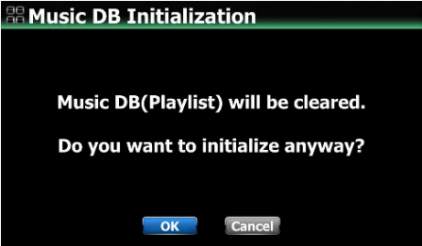 Music DB Initialization
Music DB(Playlist) will be cleared.
Do you want to initialize anyway?
OK
Cancel